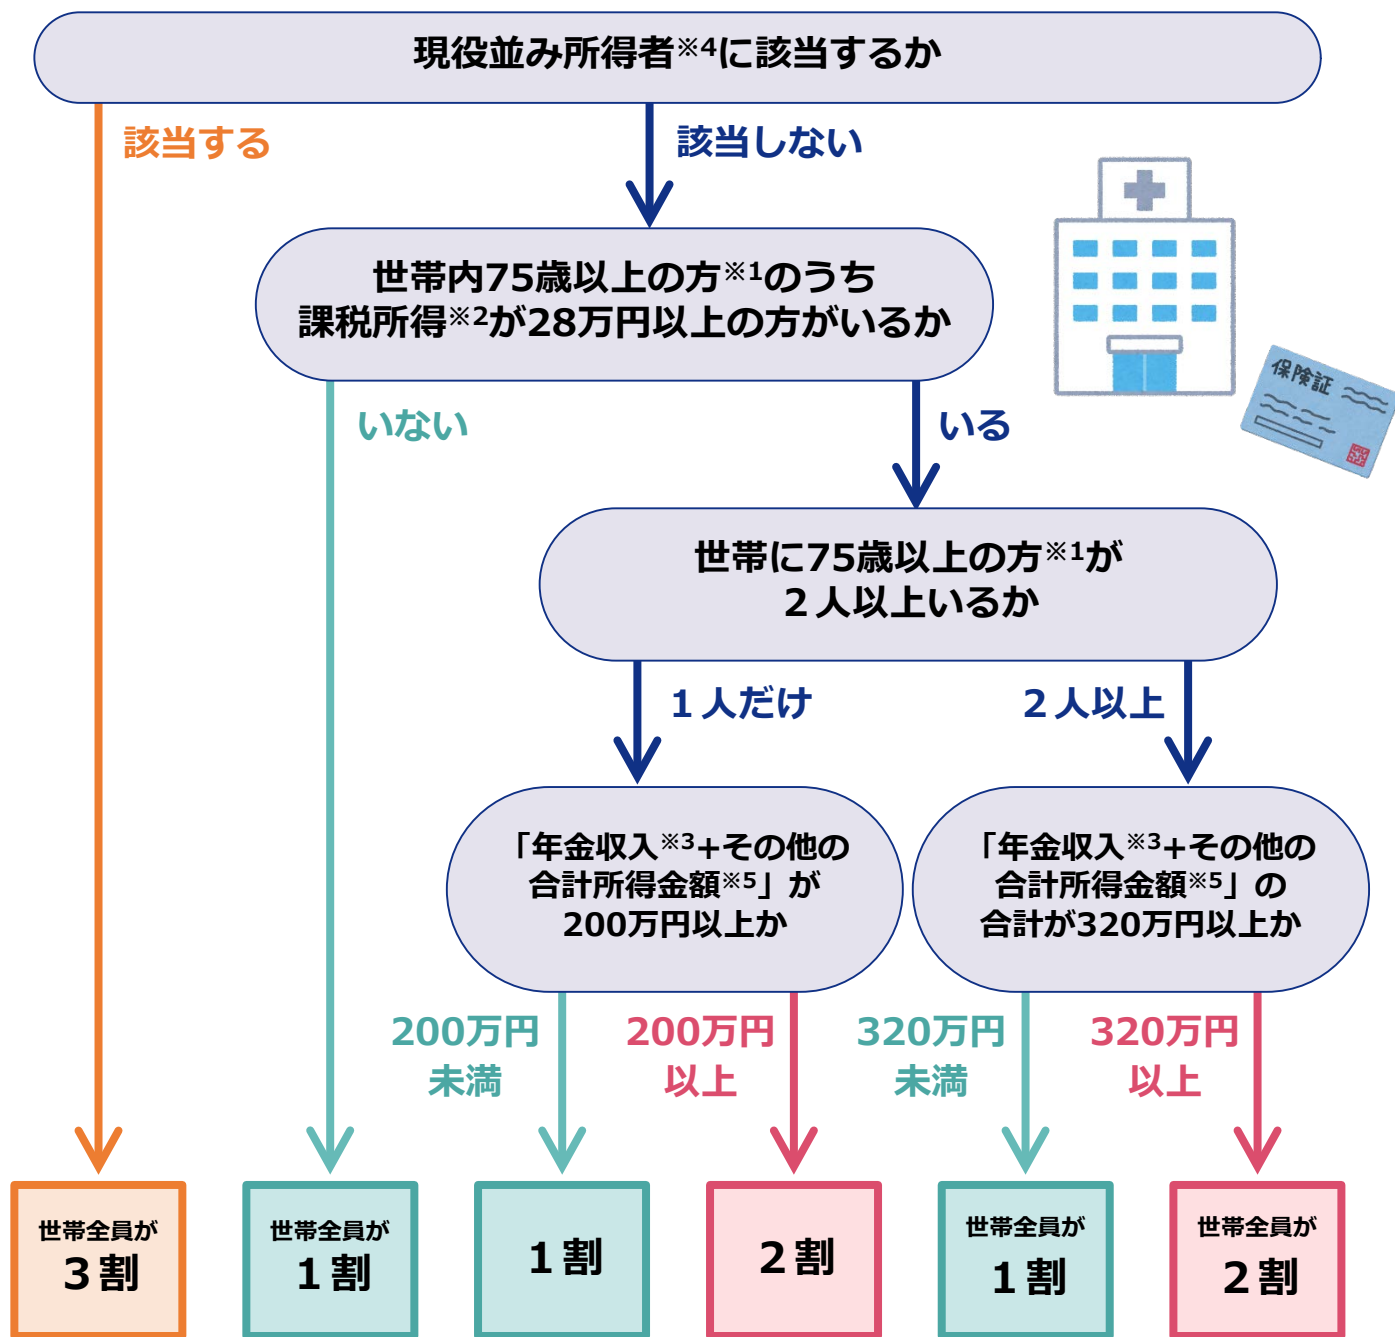 現役並み所得者※4に該当するか
該当する
該当しない
世帯内75歳以上の方※1のうち
課税所得※2が28万円以上の方がいるか
保険証
いない
いる
世帯に75歳以上の方※1が
２人以上いるか
１人だけ
２人以上
「年金収入※3+その他の
合計所得金額※5」が
200万円以上か
「年金収入※3+その他の
合計所得金額※5」の
合計が320万円以上か
200万円
未満
200万円
以上
320万円
未満
320万円
以上
世帯全員が
３割
世帯全員が
１割
１割
２割
世帯全員が
１割
世帯全員が
２割